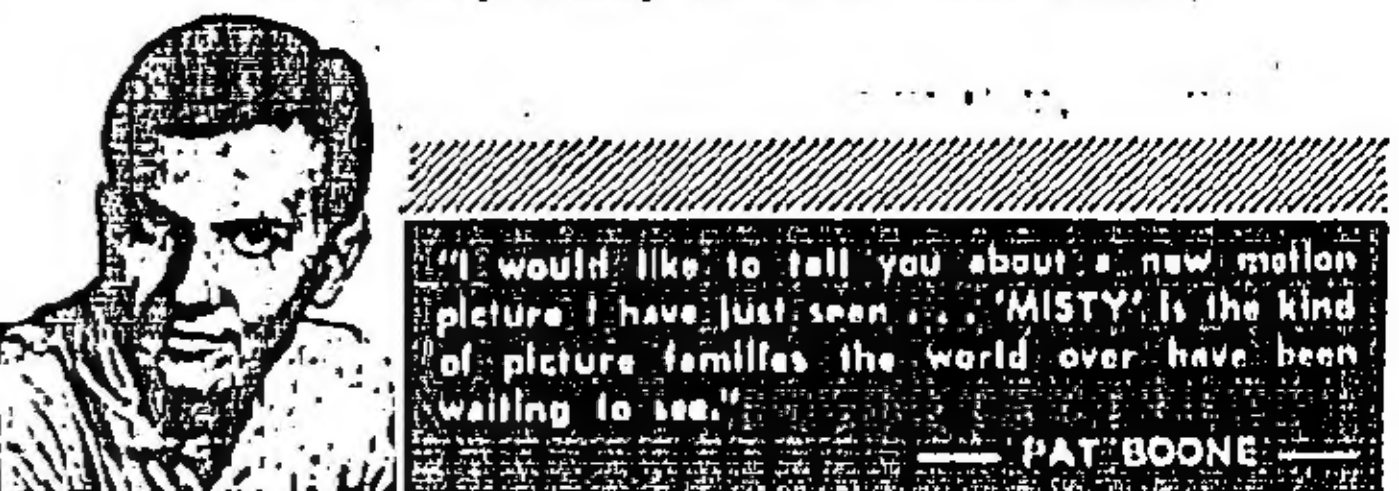 "I would like to tell you about a new motion
picture I have just seen . . . 'MISTY' is the kind
of picture families the world over have been
waiting to see."
— PAT BOONE —